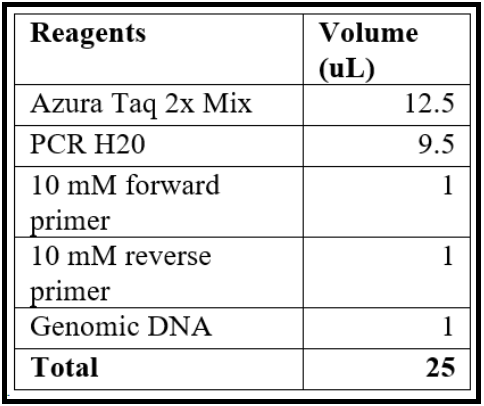 Reagents Volume
(uL)
Azura Taq 2x Mix 12.5
PCR H20 9.5
10 mM forward 1
primer
10 mM reverse 1
primer
Genomic DNA 1
Total 25